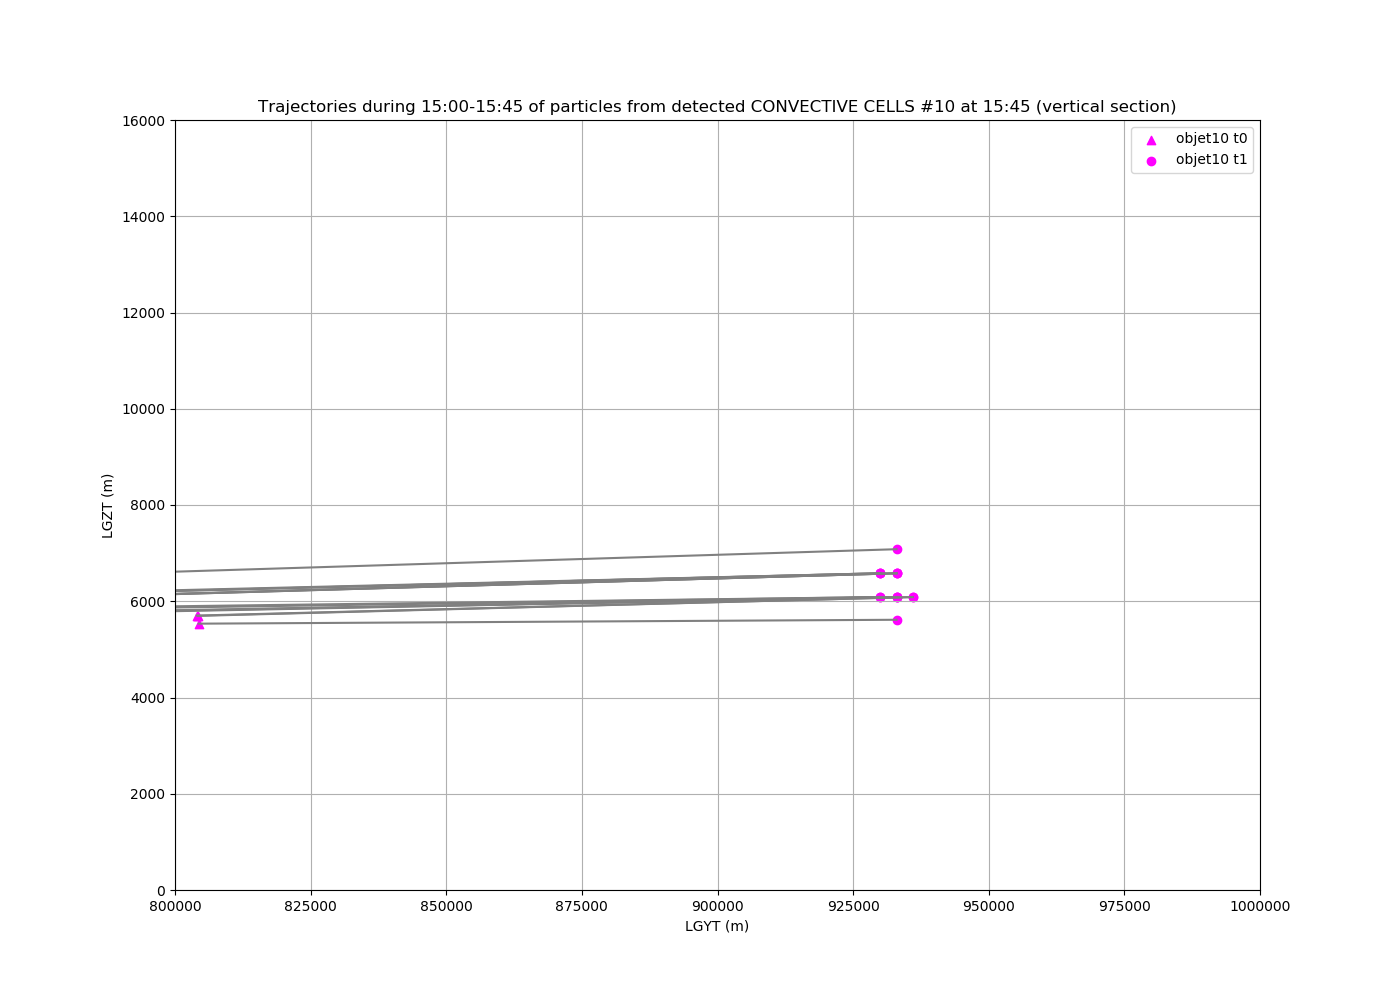 Trajectories during 15:00-15:45 of particles from detected CONVECTIVE CELLS #10 at 15:45 (vertical section)
objet10 t0
objet10 t1
16000
14000
12000
10000
8000
6000
4000
2000
0
LGZT (m)
800000 825000 850000 875000 900000 925000 950000 975000 1000000
LGYT (m)